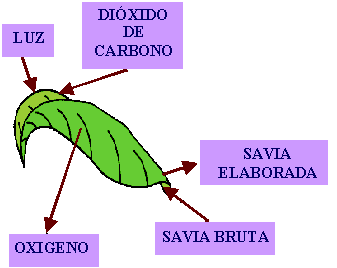 LUZ
DIÓXIDO
DE
CARBONO
SAVIA
ELABORADA
SAVIA BRUTA
OXIGENO